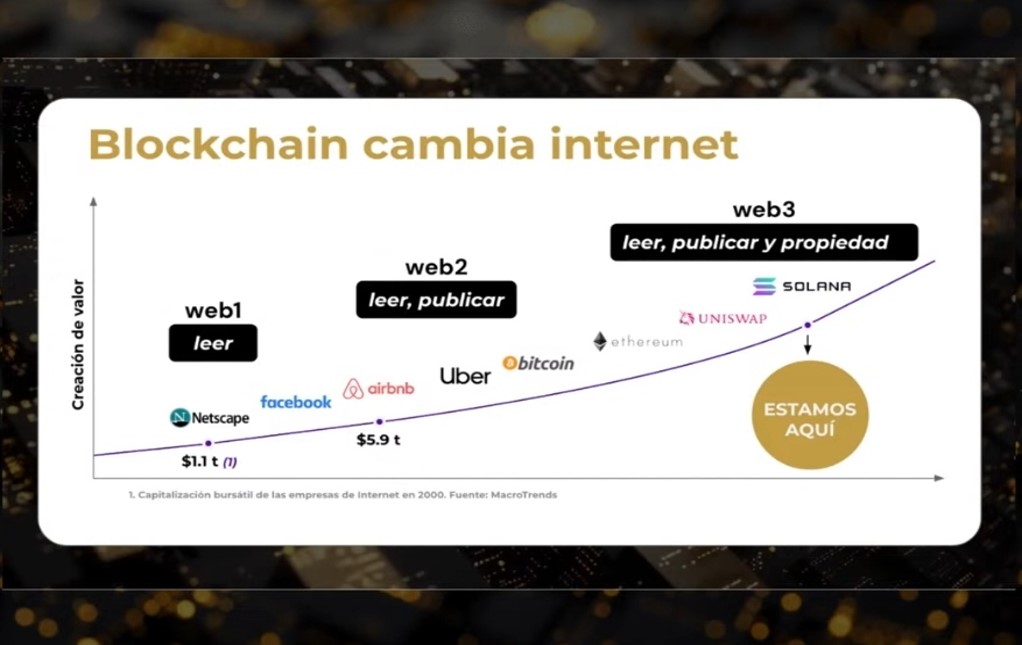 Blockchain cambia internet
web3
leer, publicar y propiedad
web2
leer, publicar
web1
leer
Creación de valor
SOLANA
UNISWAP
ethereum
bitcoin
Uber
airbnb
facebook
N Netscape
$1.1 t (1)
$5.9 t
ESTAMOS
AQUÍ
1. Capitalización bursátil de las empresas de Internet en 2000. Fuente: MacroTrends